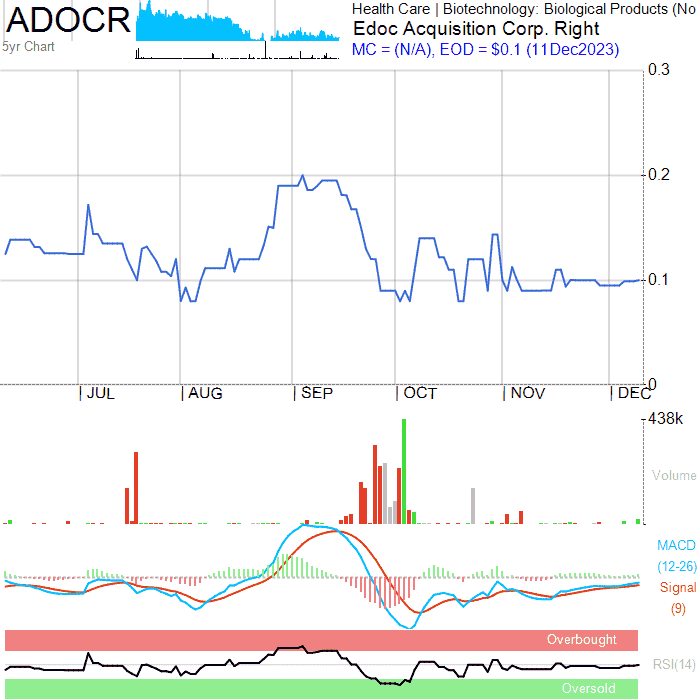 ADOCR
5yr Chart
Health Care | Biotechnology: Biological Products (No
Edoc Acquisition Corp. Right
MC = (N/A), EOD = $0.1 (11Dec2023)
0.3
0.2
0.1
0
| JUL | AUG | SEP | OCT | NOV | DEC
438k
Volume
MACD
(12-26)
Signal
(9)
Overbought
RSI(14)
Oversold